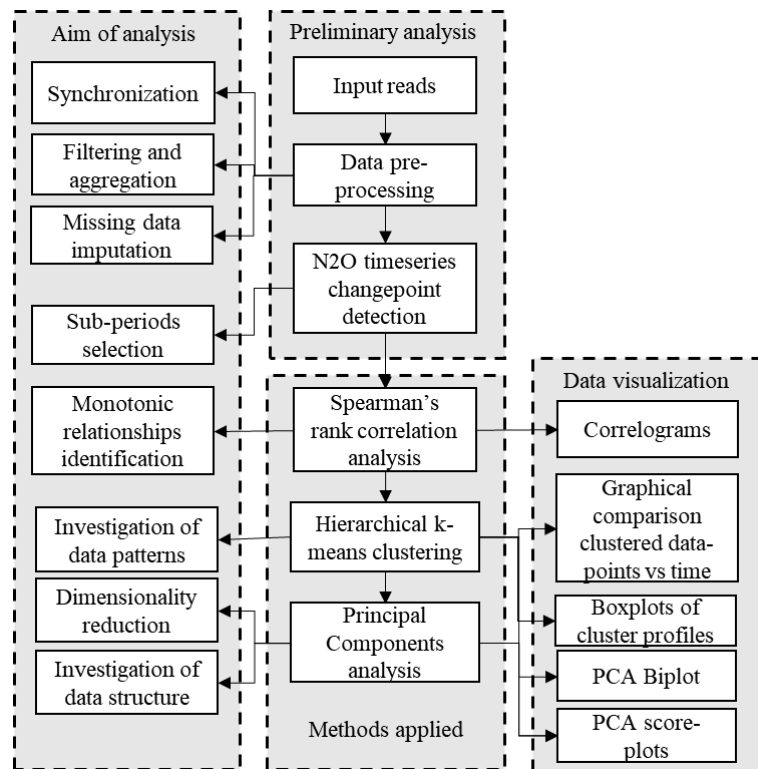 Aim of analysis
Synchronization
Filtering and
aggregation
Missing data
imputation
Sub-periods
selection
Monotonic
relationships
identification
Investigation of
data patterns
Dimensionality
reduction
Investigation of
data structure
Preliminary analysis
Input reads
Data pre-
processing
N2O timeseries
changepoint
detection
Spearman's
rank correlation
analysis
Hierarchical k-
means clustering
Principal
Components
analysis
Methods applied
Data visualization
Correlograms
Graphical
comparison
clustered data-
points vs time
Boxplots of
cluster profiles
PCA Biplot
PCA score-
plots